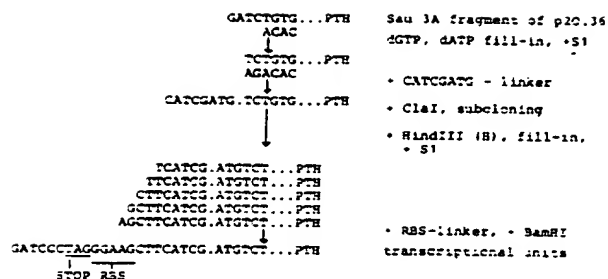 GATCTGTG...PTH Sau 3A fragment of p20.36
ACAC dGTP, dATP fill-in, +S1
TCTGTG...PTH
AGACAC + CATCGATG - linker
CATCGATG.TCTGTG...PTH + ClaI, subcloning
+ HindIII (B), fill-in,
+ S1
TCATCG.ATGTCT...PTH
TTCATCG.ATGTCT...PTH
CTTCATCG.ATGTCT...PTH
GCTTCATCG.ATGTCT...PTH
AGCTTCATCG.ATGTCT...PTH + RBS-linker, + BamHI
GATCCCTAGGGAAGCTTCATCG.ATGTCT...PTH transcriptional units
STOP RBS